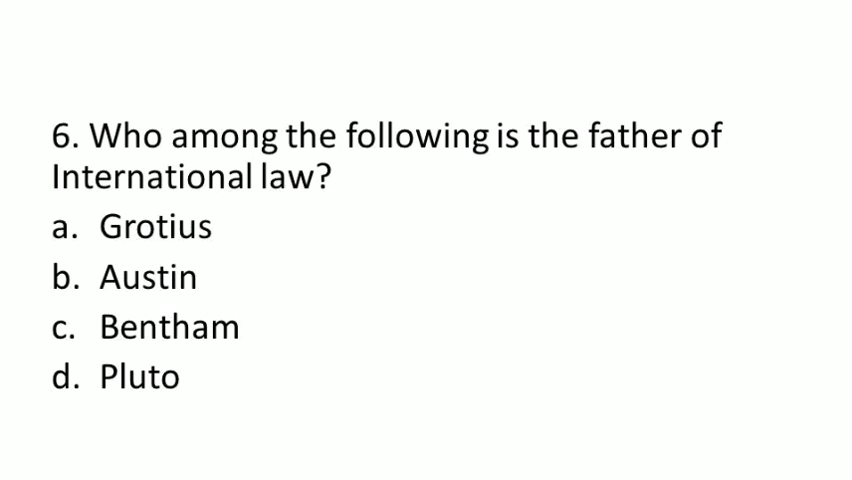 6. Who among the following is the father of
International law?
a. Grotius
b. Austin
c. Bentham
d. Pluto